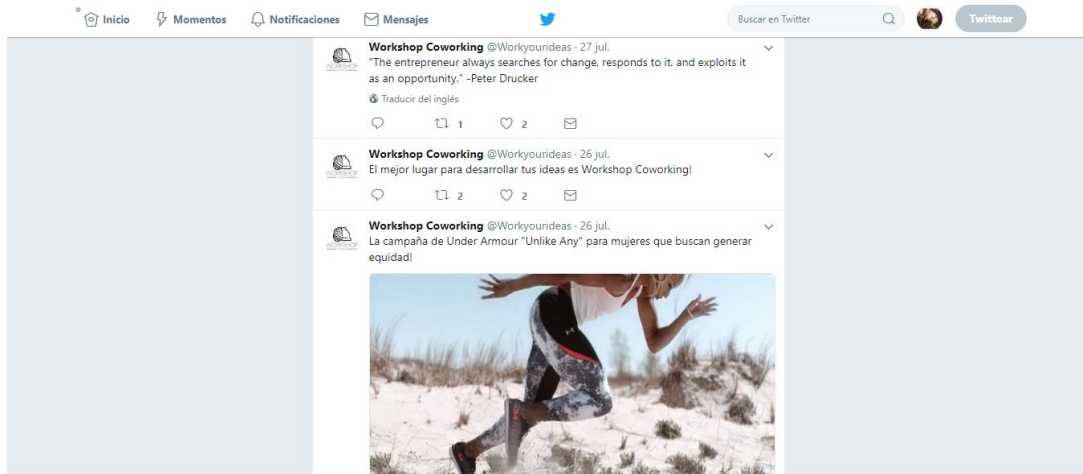 Inicio
Momentos
Notificaciones
Mensajes
Buscar en Twitter
Twittear
Workshop Coworking @Workyourideas · 27 jul.
"The entrepreneur always searches for change, responds to it, and exploits it
as an opportunity." -Peter Drucker
Traducir del inglés
1
2
WORKSHOP
Workshop Coworking @Workyourideas · 26 jul.
El mejor lugar para desarrollar tus ideas es Workshop Coworking!
2
2
WORKSHOP
Workshop Coworking @Workyourideas · 26 jul.
La campaña de Under Armour "Unlike Any" para mujeres que buscan generar
equidad!
WORKSHOP